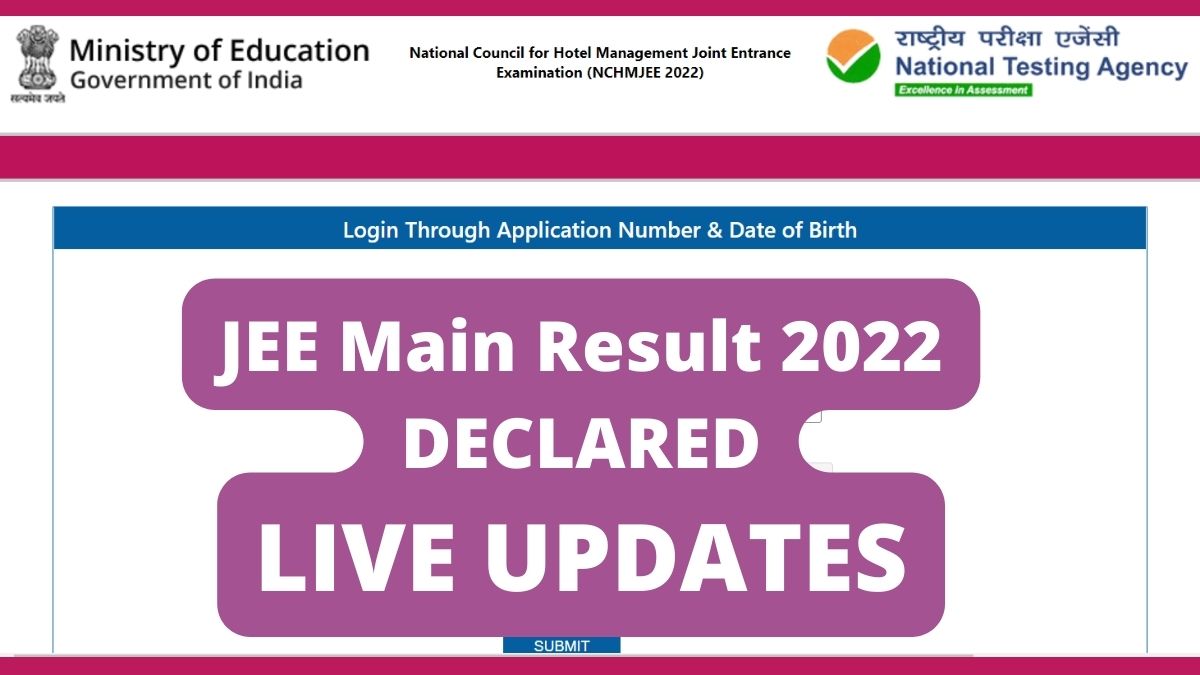 सत्यमेव जयते
Ministry of Education
Government of India
National Council for Hotel Management Joint Entrance
Examination (NCHMJEE 2022)
राष्ट्रीय परीक्षा एजेंसी
National Testing Agency
Excellence in Assessment
Login Through Application Number & Date of Birth
JEE Main Result 2022
DECLARED
LIVE UPDATES
SUBMIT